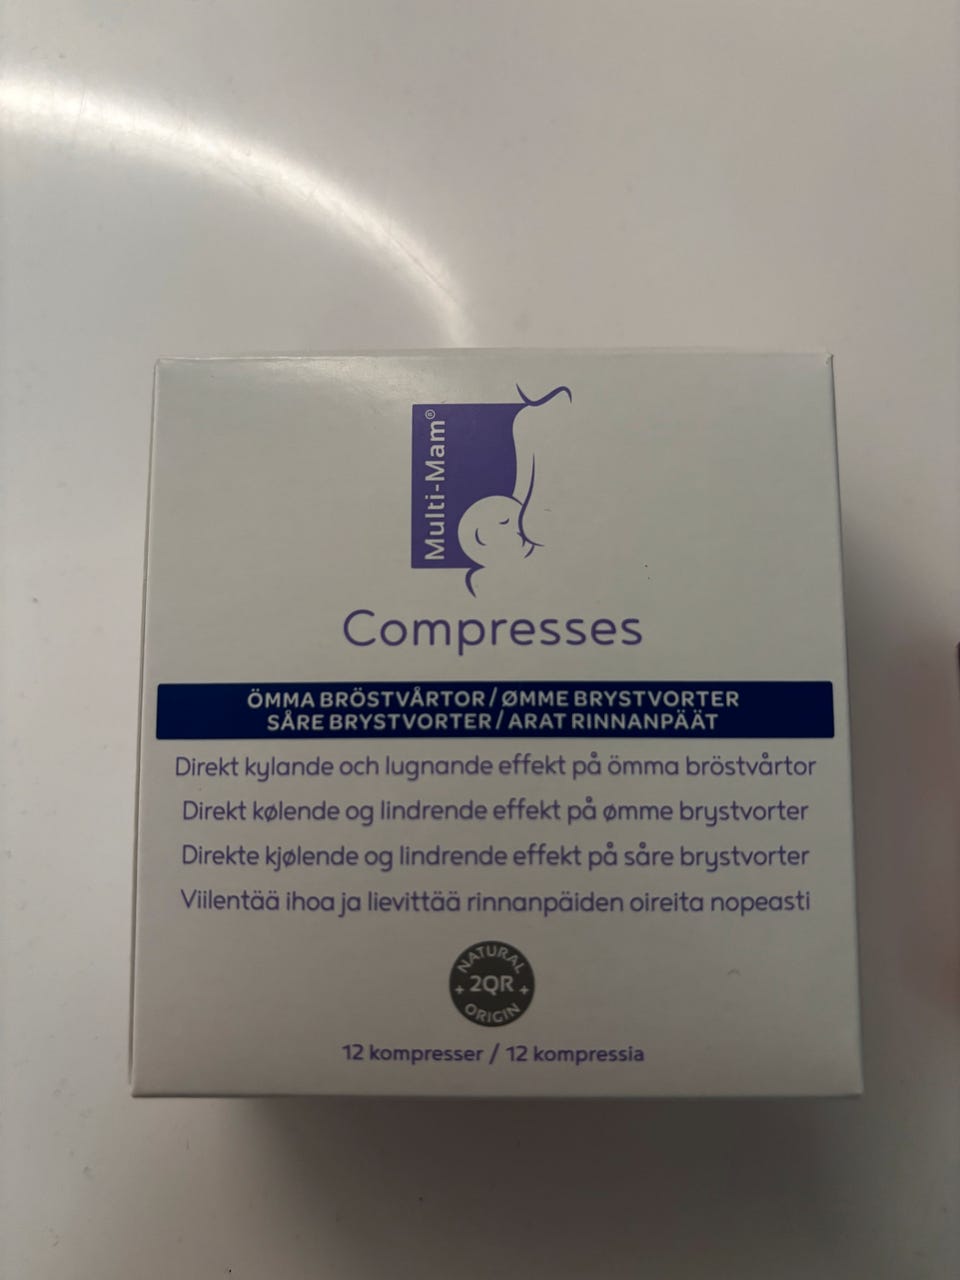 Multi-Mam®
Compresses
ÖMMA BRÖSTVÅRTOR / ØMME BRYSTVORTER
SÅRE BRYSTVORTER / ARAT RINNANPÄÄT
Direkt kylande och lugnande effekt på ömma bröstvårtor
Direkt kølende og lindrende effekt på ømme brystvorter
Direkte kjølende og lindrende effekt på såre brystvorter
Viilentää ihoa ja lievittää rinnanpäiden oireita nopeasti
NATURAL
+ 2QR +
ORIGIN
12 kompresser / 12 kompressia